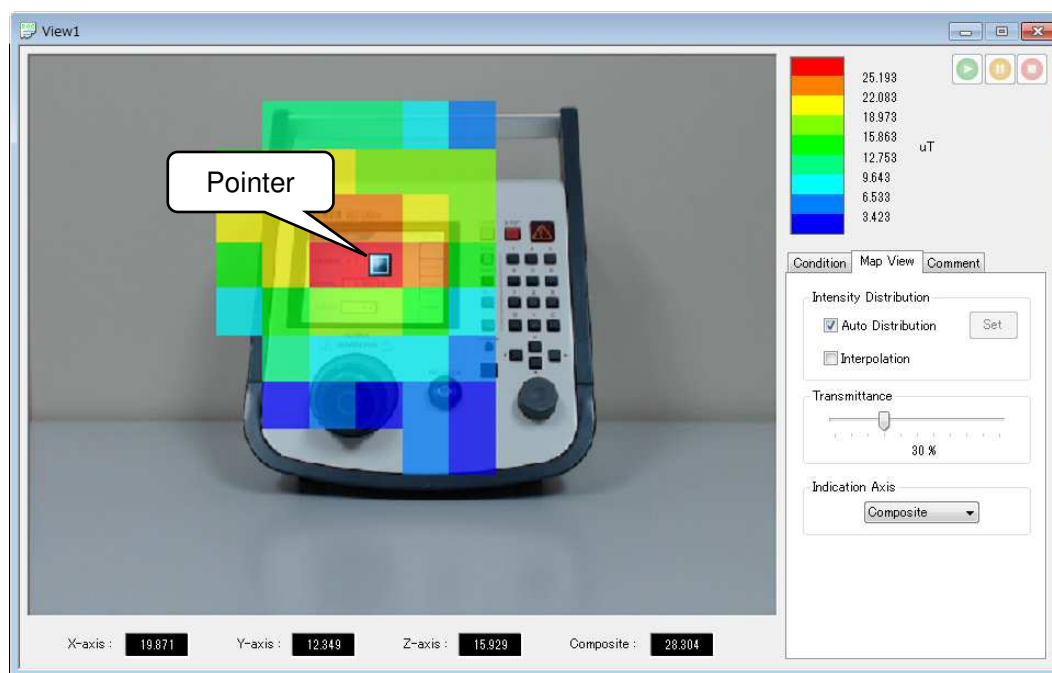 View1
Pointer
25.193
22.083
18.973
15.863
12.753
9.643
6.533
3.423
uT
Condition
Map View
Comment
Intensity Distribution
Auto Distribution
Set
Interpolation
Transmittance
30 %
Indication Axis
Composite
X-axis : 19.871 Y-axis : 12.349 Z-axis : 15.929 Composite : 28.304